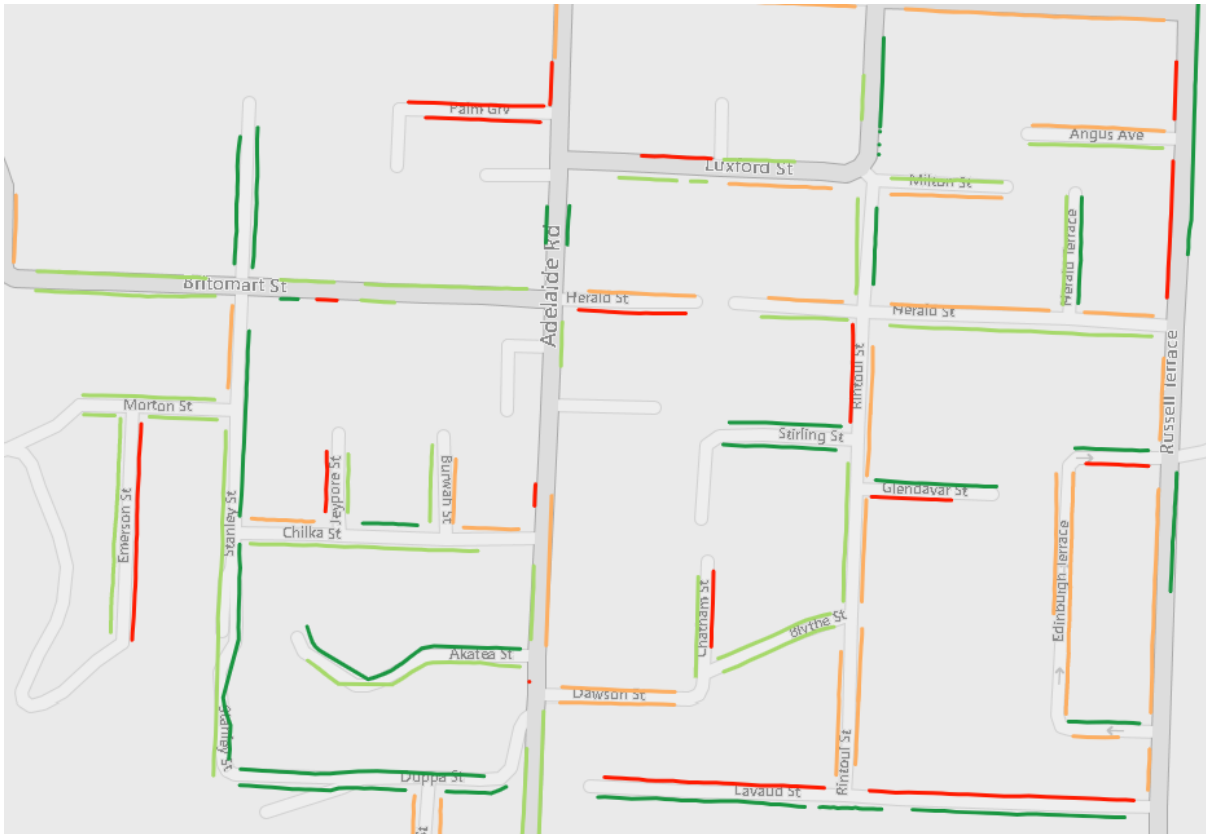 Palm Grv
Angus Ave
Luxford St
Milton St
Herald Terrace
Adelaide Rd
Britomart St
Herald St
Herald St
Rintoul St
Russell Terrace
Morton St
Stirling St
Jeypore St
Burwah St
Glendavar St
Emerson St
Stanley St
Chilka St
Edinburgh Terrace
Chatham St
Blythe St
Akatea St
Dawson St
Stanley St
Rintoul St
Duppa St
Lavaud St
St